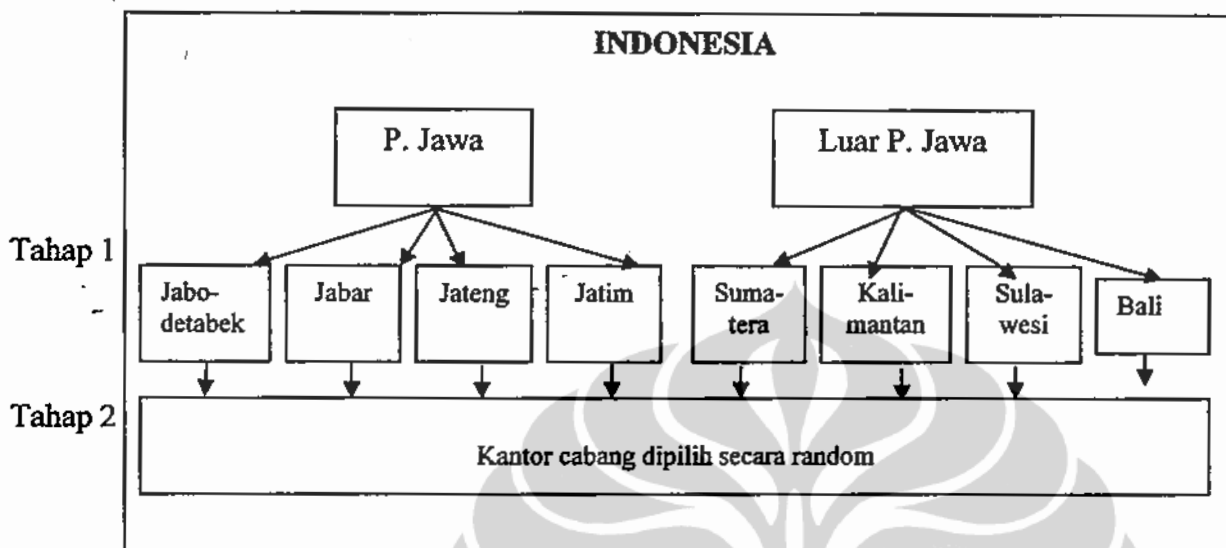 INDONESIA
P. Jawa
Luar P. Jawa
Tahap 1
Jabo-
detabek
Jabar
Jateng
Jatim
Suma-
tera
Kali-
mantan
Sula-
wesi
Bali
Tahap 2
Kantor cabang dipilih secara random